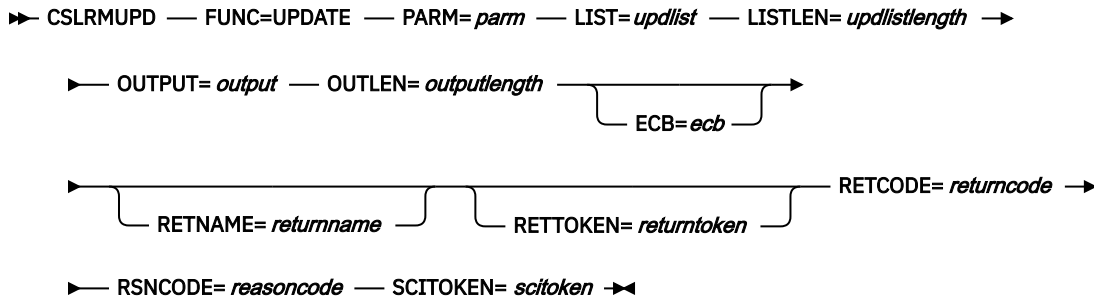 CSLRMUPD FUNC=UPDATE PARM=parm LIST=updlist LISTLEN=updlistlength
OUTPUT=output OUTLEN=outputlength
ECB=ecb
RETNAME=returnname RETTOKEN=returntoken RETCODE=returncode
RSNCODE=reasoncode SCITOKEN=scitoken